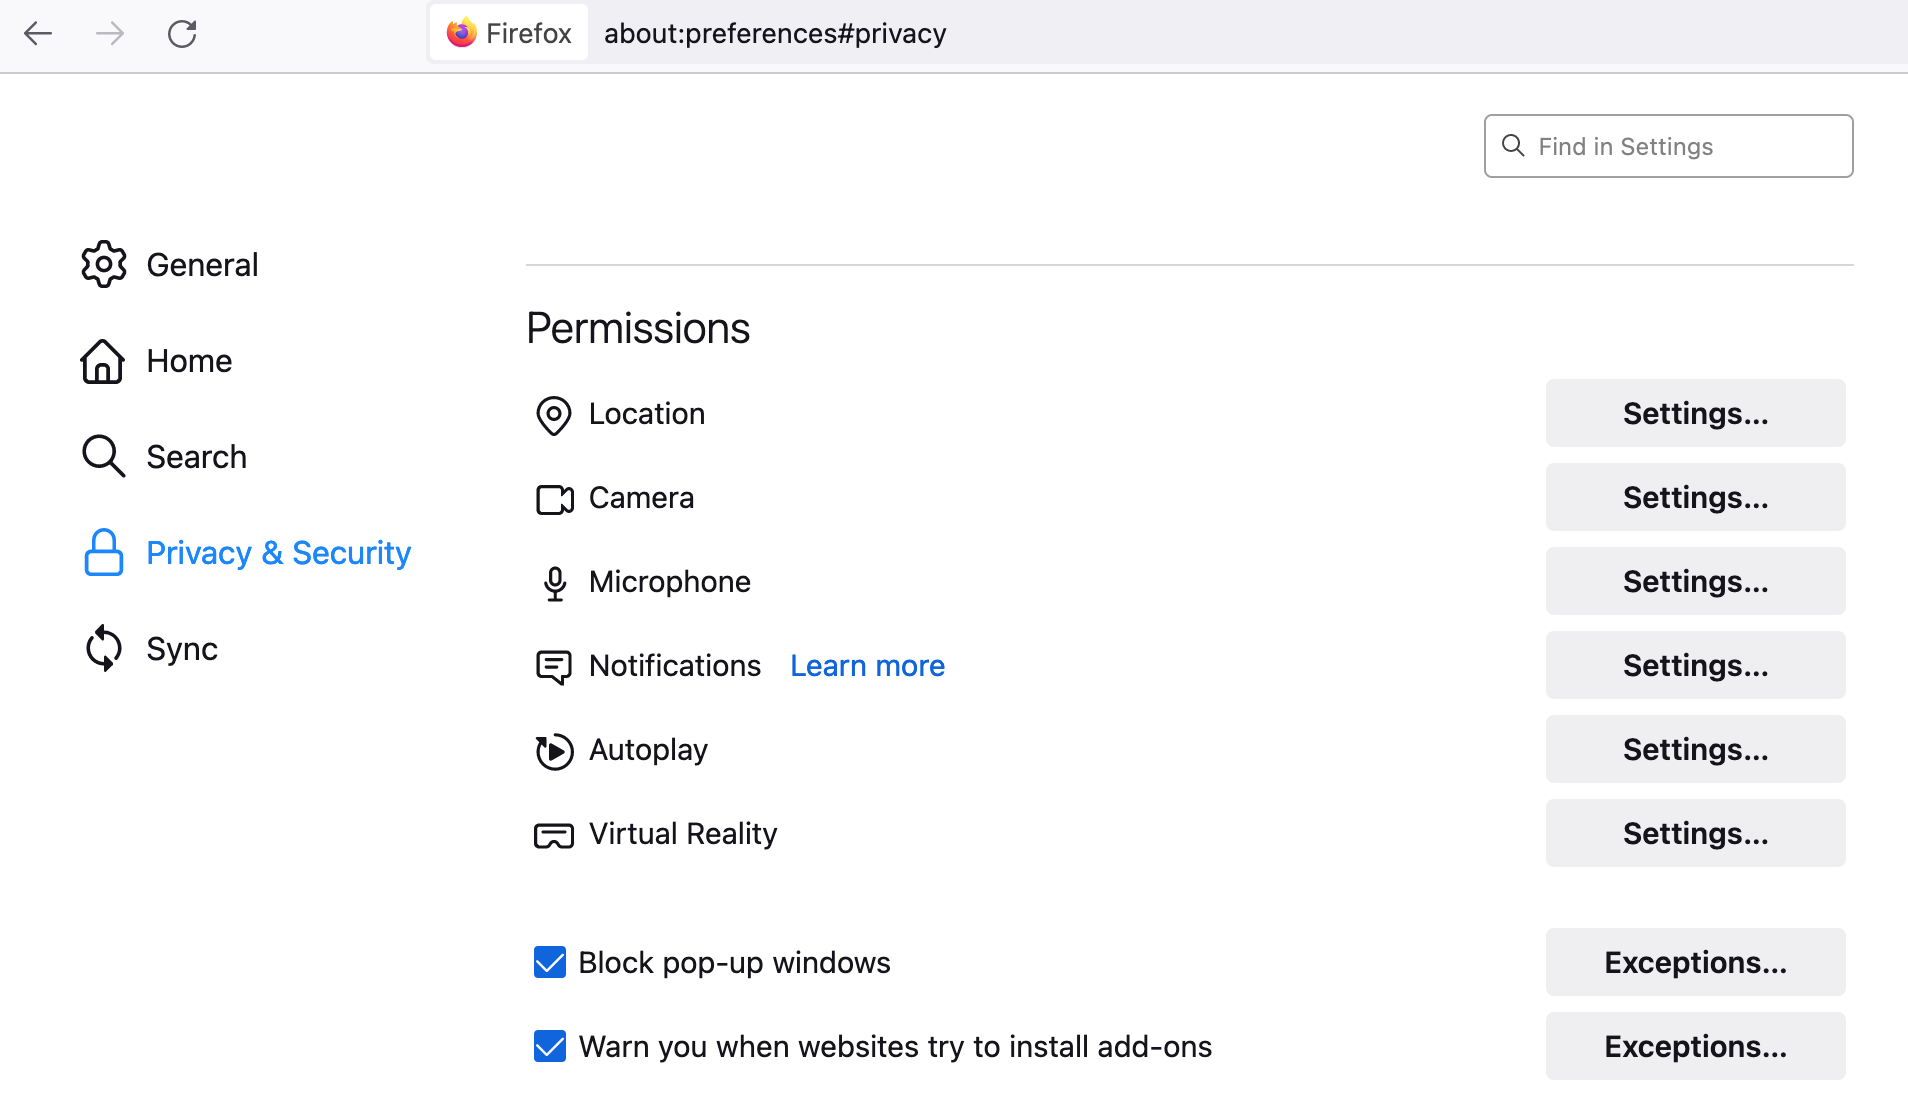 Firefox about:preferences#privacy
Find in Settings
General
Home
Search
Privacy & Security
Sync
Permissions
Location Settings...
Camera Settings...
Microphone Settings...
Notifications Learn more Settings...
Autoplay Settings...
Virtual Reality Settings...
Block pop-up windows Exceptions...
Warn you when websites try to install add-ons Exceptions...